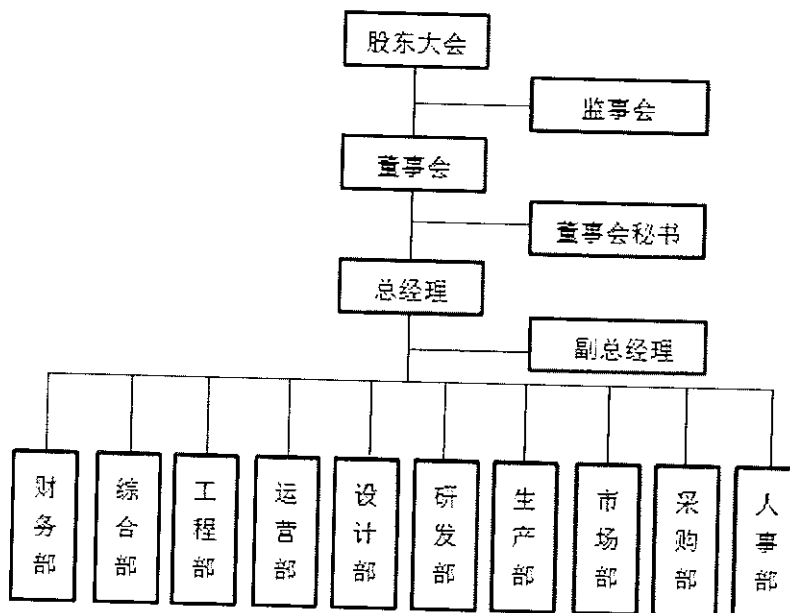 股东大会
监事会
董事会
董事会秘书
总经理
副总经理
财务部
综合部
工程部
运营部
设计部
研发部
生产部
市场部
采购部
人事部